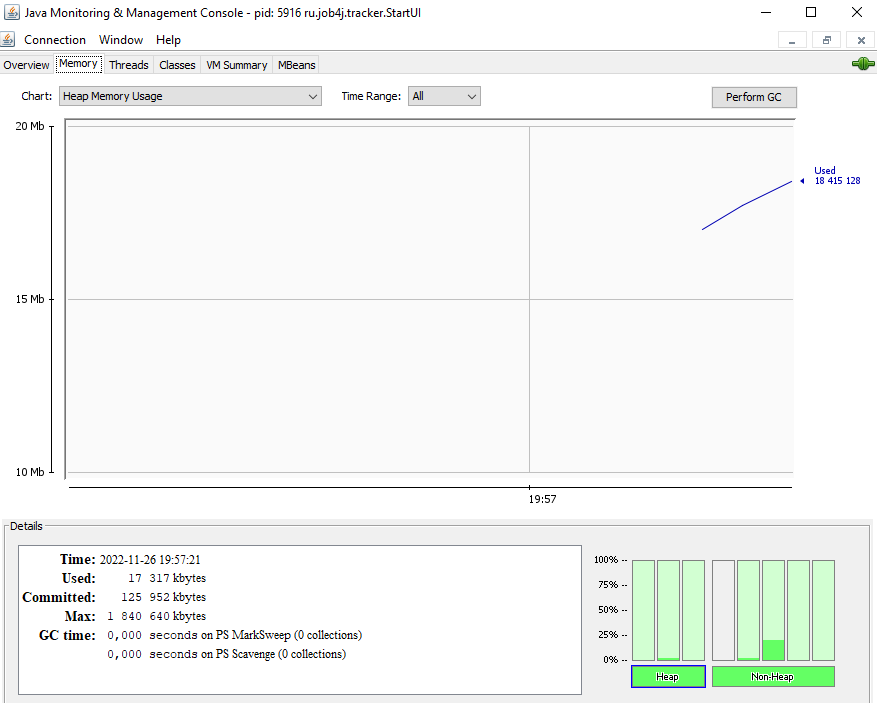 Java Monitoring & Management Console - pid: 5916 ru.job4j.tracker.StartUI
Connection Window Help
Overview Memory Threads Classes VM Summary MBeans
Chart: Heap Memory Usage Time Range: All Perform GC
20 Mb
Used
18 415 128
15 Mb
10 Mb
19:57
Details
Time: 2022-11-26 19:57:21
Used: 17 317 kbytes
Committed: 125 952 kbytes
Max: 1 840 640 kbytes
GC time: 0,000 seconds on PS MarkSweep (0 collections)
0,000 seconds on PS Scavenge (0 collections)
100% --
75% --
50% --
25% --
0% --
Heap Non-Heap